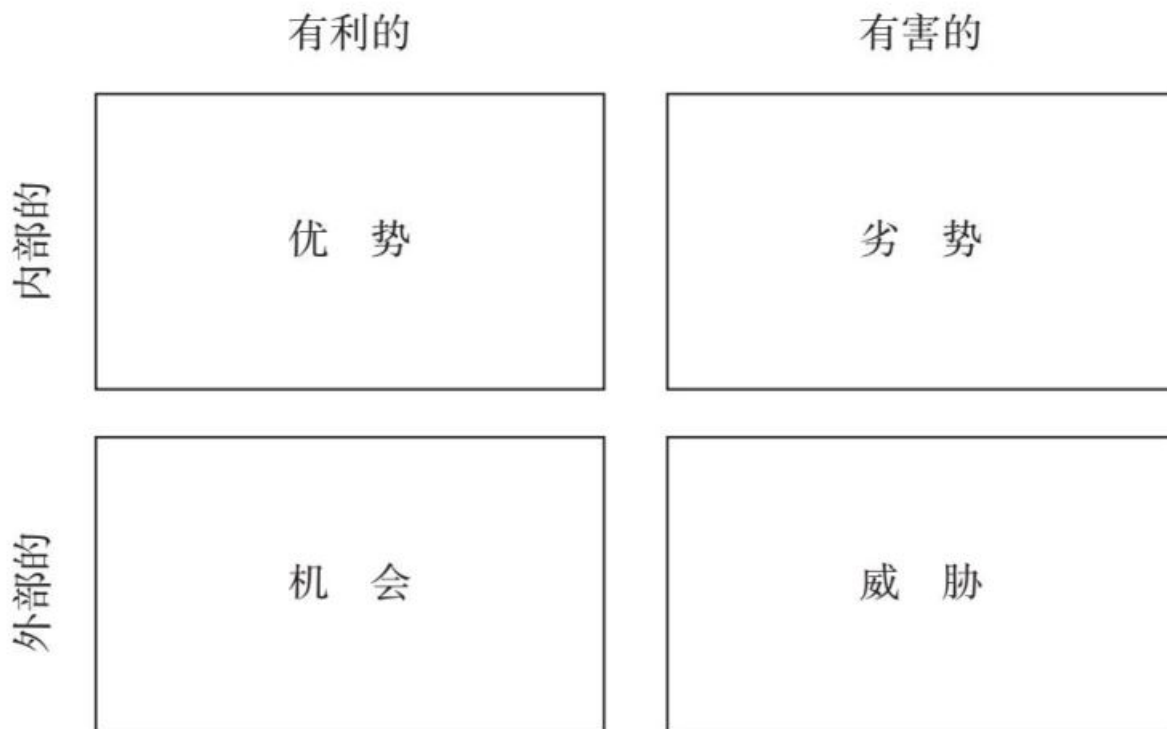 有利的 有害的
内部的
优 势 劣 势
外部的
机 会 威 胁